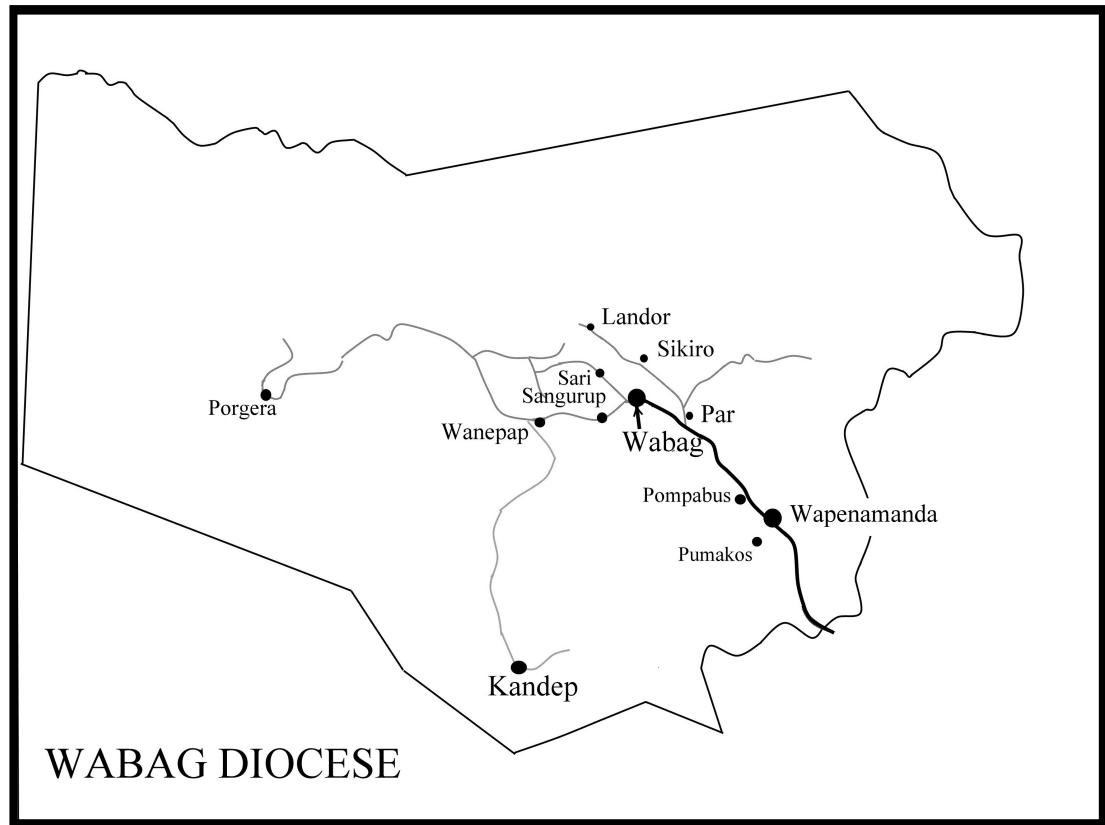 Landor
Sikiro
Sari
Sangurup
Porgera
Par
Wanepap
Wabag
Pompabus
Wapenamanda
Pumakos
Kandep
WABAG DIOCESE